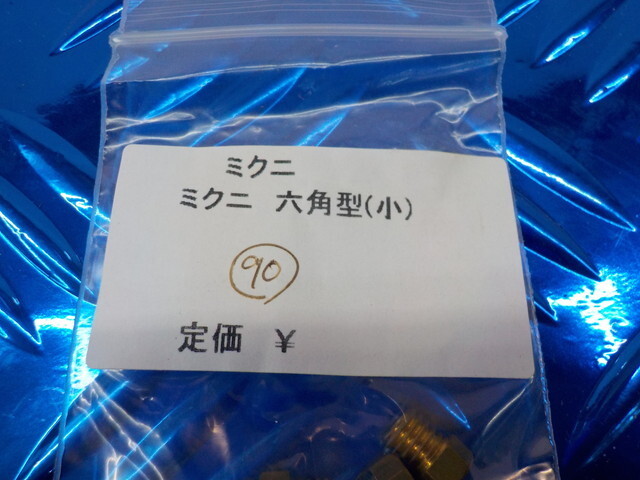 ミクニ
ミクニ 六角型(小)
90
定価 ¥